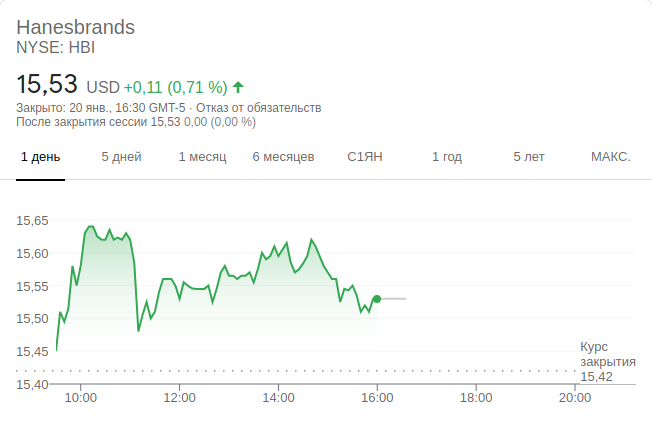 Hanesbrands
NYSE: HBI
15,53 USD +0,11 (0,71 %)
Закрыто: 20 янв., 16:30 GMT-5 · Отказ от обязательств
После закрытия сессии 15,53 0,00 (0,00 %)
1 день 5 дней 1 месяц 6 месяцев С1ЯН 1 год 5 лет МАКС.
15,65
15,60
15,55
15,50
15,45
15,40
Курс
закрытия
15,42
10:00 12:00 14:00 16:00 18:00 20:00